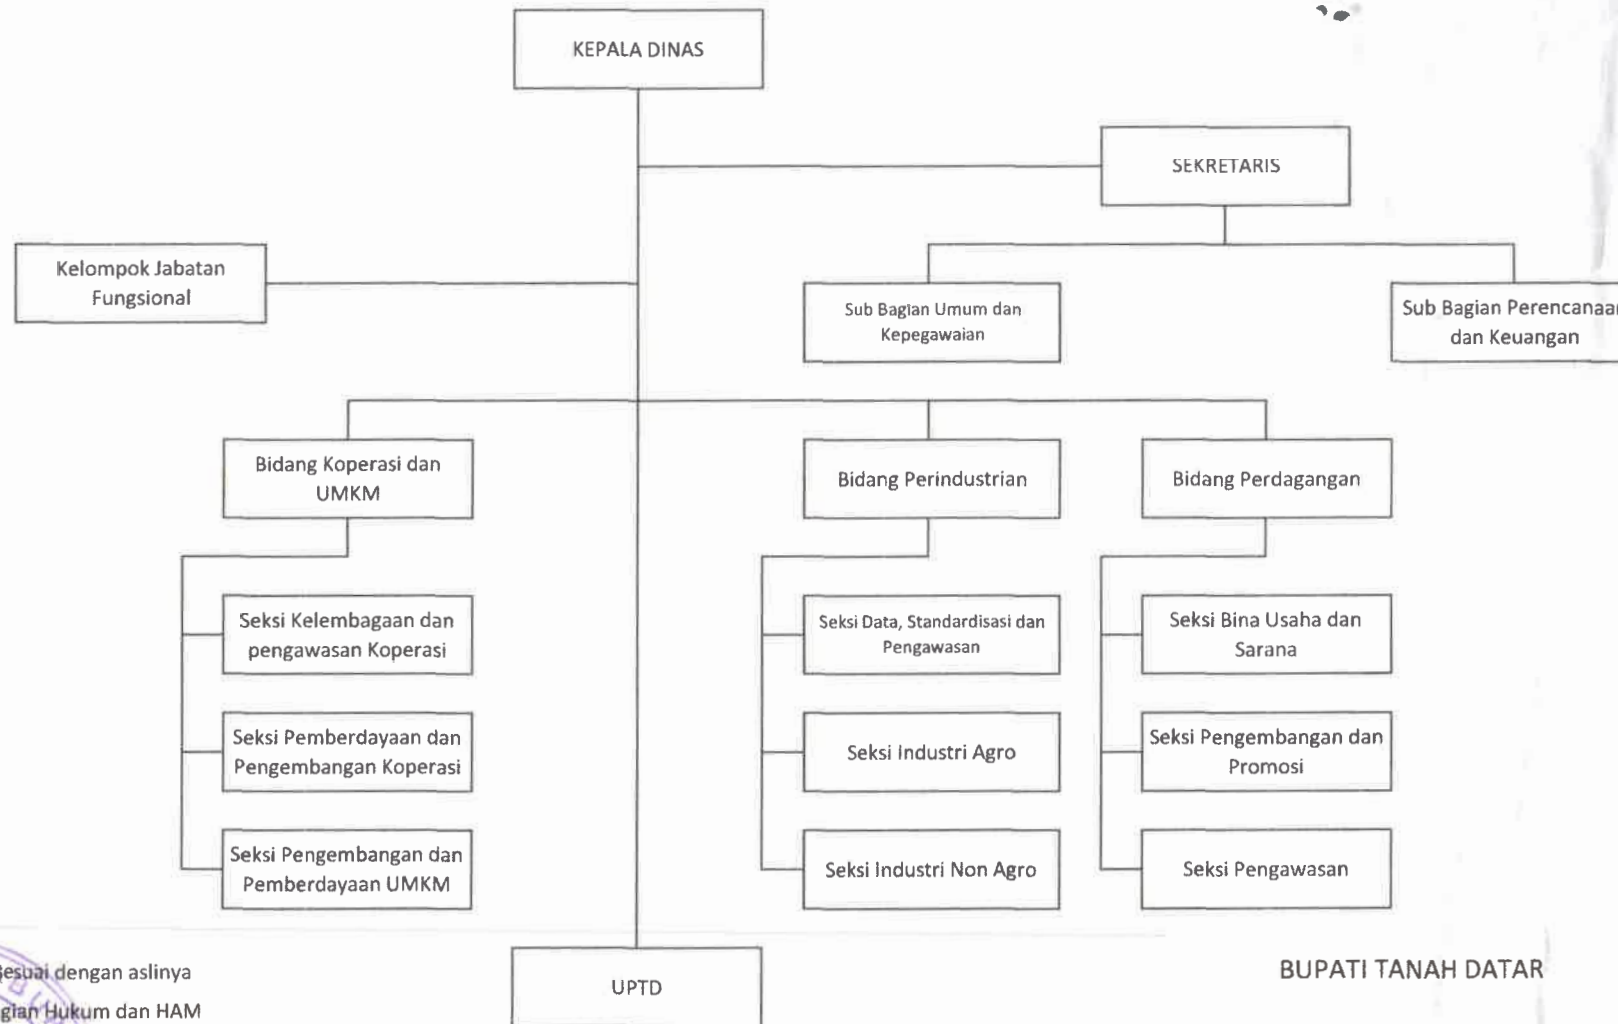 KEPALA DINAS
SEKRETARIS
Kelompok Jabatan
Fungsional
Sub Bagian Umum dan
Kepegawaian
Sub Bagian Perencanaan
dan Keuangan
Bidang Koperasi dan
UMKM
Bidang Perindustrian
Bidang Perdagangan
Seksi Kelembagaan dan
pengawasan Koperasi
Seksi Data, Standardisasi dan
Pengawasan
Seksi Bina Usaha dan
Sarana
Seksi Pemberdayaan dan
Pengembangan Koperasi
Seksi Industri Agro
Seksi Pengembangan dan
Promosi
Seksi Pengembangan dan
Pemberdayaan UMKM
Seksi Industri Non Agro
Seksi Pengawasan
esuai dengan aslinya
gian Hukum dan HAM
UPTD
BUPATI TANAH DATAR